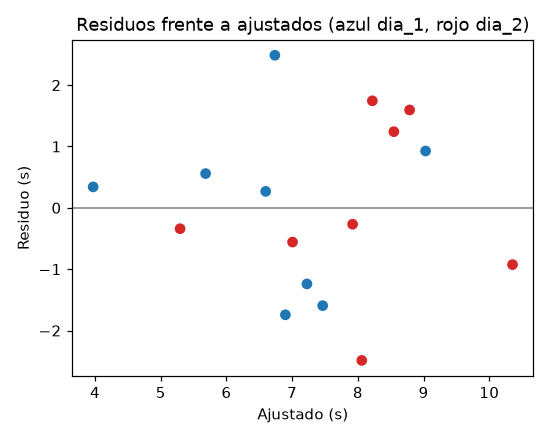 Residuos frente a ajustados (azul dia_1, rojo dia_2)
Residuo (s)
2
1
0
−1
−2
4 5 6 7 8 9 10
Ajustado (s)